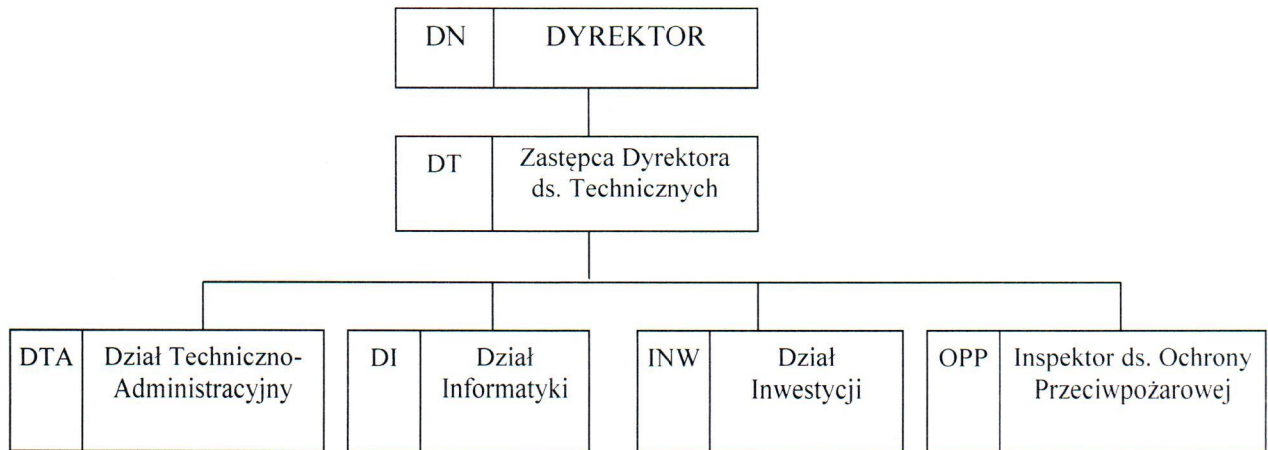 DN DYREKTOR
DT Zastępca Dyrektora
ds. Technicznych
DTA Dział Techniczno-
Administracyjny
DI Dział
Informatyki
INW Dział
Inwestycji
OPP Inspektor ds. Ochrony
Przeciwpożarowej